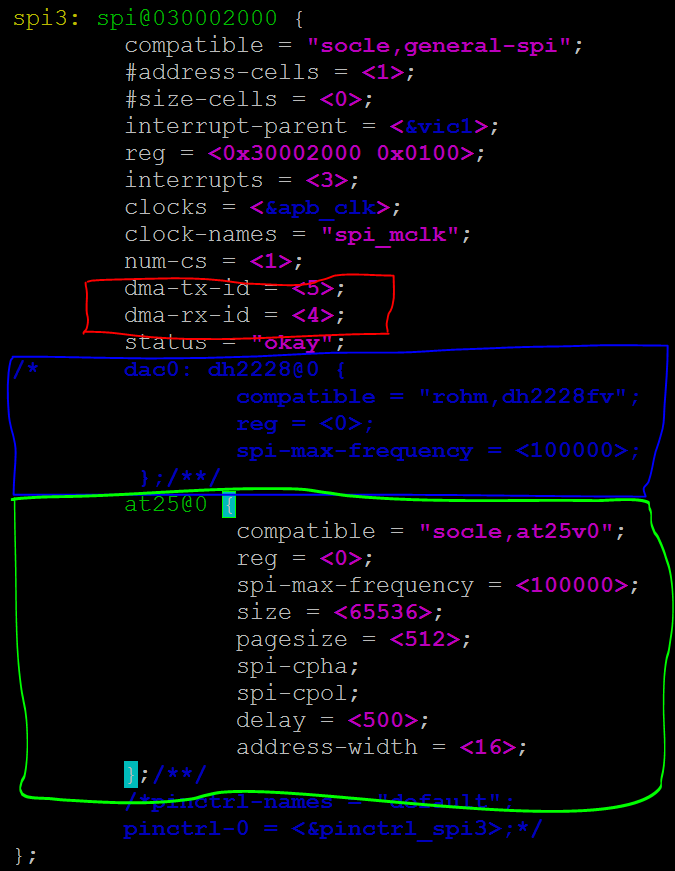 spi3: spi@030002000 {
compatible = "socle,general-spi";
#address-cells = <1>;
#size-cells = <0>;
interrupt-parent = <&vic1>;
reg = <0x30002000 0x0100>;
interrupts = <3>;
clocks = <&apb_clk>;
clock-names = "spi_mclk";
num-cs = <1>;
dma-tx-id = <5>;
dma-rx-id = <4>;
status = "okay";
/* dac0: dh2228@0 {
compatible = "rohm,dh2228fv";
reg = <0>;
spi-max-frequency = <100000>;
};/**/
at25@0 {
compatible = "socle,at25v0";
reg = <0>;
spi-max-frequency = <100000>;
size = <65536>;
pagesize = <512>;
spi-cpha;
spi-cpol;
delay = <500>;
address-width = <16>;
};/**/
/*pinctrl-names = "default";
pinctrl-0 = <&pinctrl_spi3>;*/
};